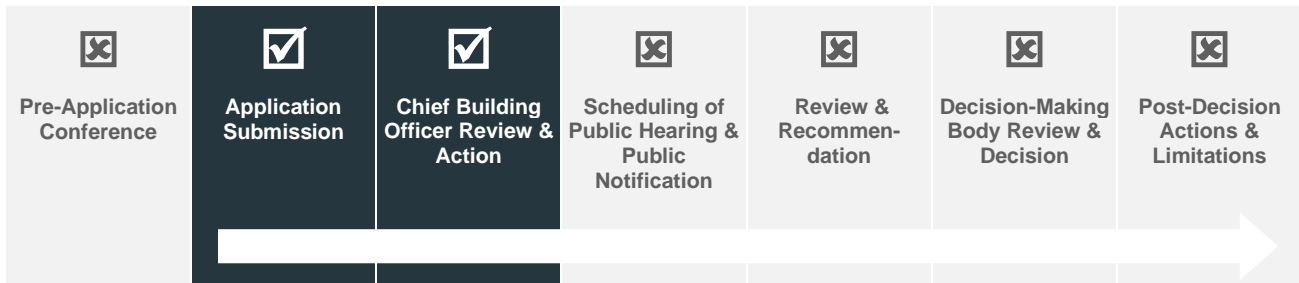 Pre-Application
Conference
Application
Submission
Chief Building
Officer Review &
Action
Scheduling of
Public Hearing &
Public
Notification
Review &
Recommen-
dation
Decision-Making
Body Review &
Decision
Post-Decision
Actions &
Limitations